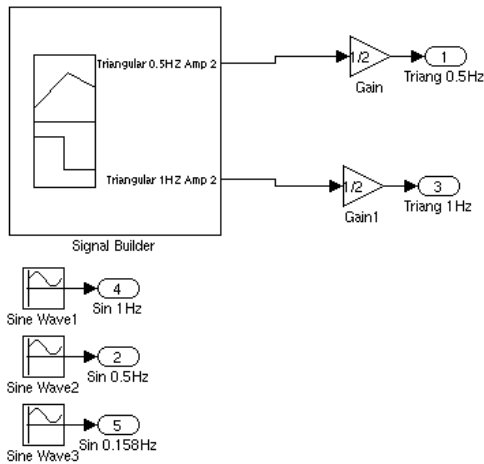 Triangular 0.5HZ Amp 2
1/2
1
Gain
Triang 0.5Hz
Triangular 1HZ Amp 2
1/2
3
Gain1
Triang 1Hz
Signal Builder
4
Sine Wave1
Sin 1Hz
2
Sine Wave2
Sin 0.5Hz
5
Sine Wave3
Sin 0.158Hz